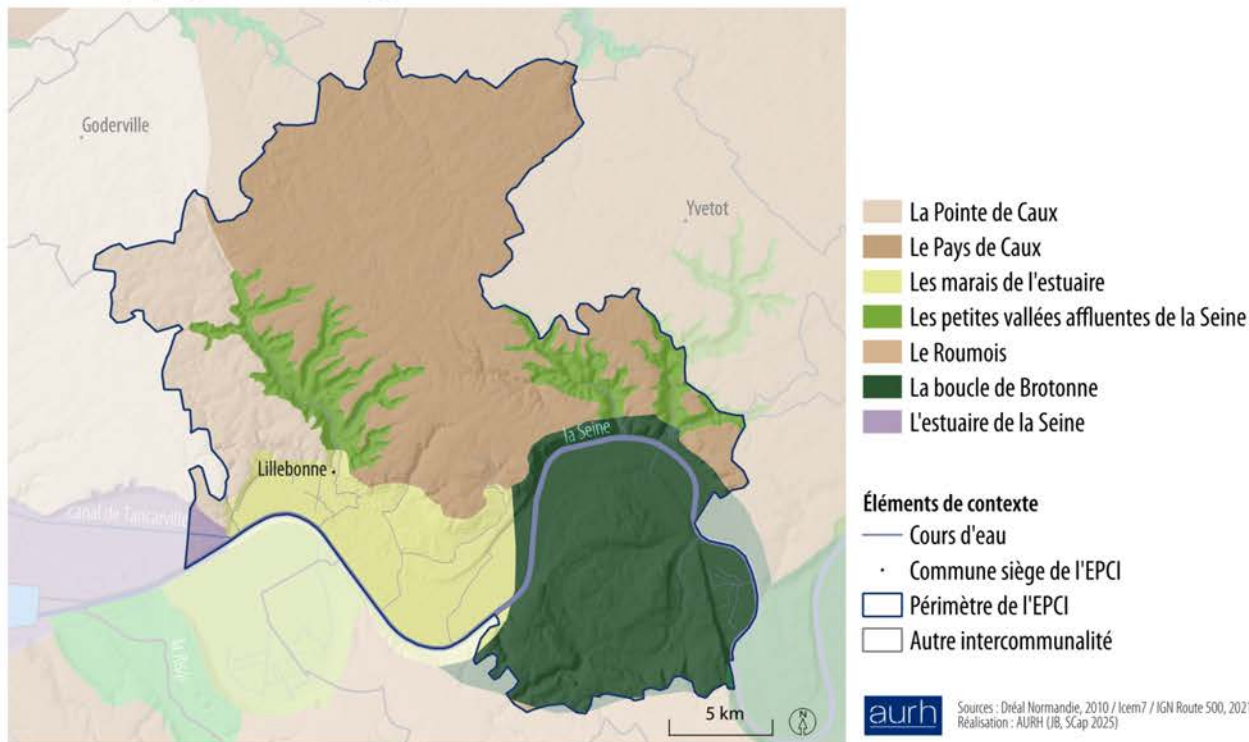 Goderville
Yvetot
la Seine
Lillebonne
canal de Tancarville
5 km
N
La Pointe de Caux
Le Pays de Caux
Les marais de l'estuaire
Les petites vallées affluentes de la Seine
Le Roumois
La boucle de Brotonne
L'estuaire de la Seine
Éléments de contexte
Cours d'eau
Commune siège de l'EPCI
Périmètre de l'EPCI
Autre intercommunalité
aurh
Sources : Dréal Normandie, 2010 / Icem7 / IGN Route 500, 2021
Réalisation : AURH (JB, SCap 2025)